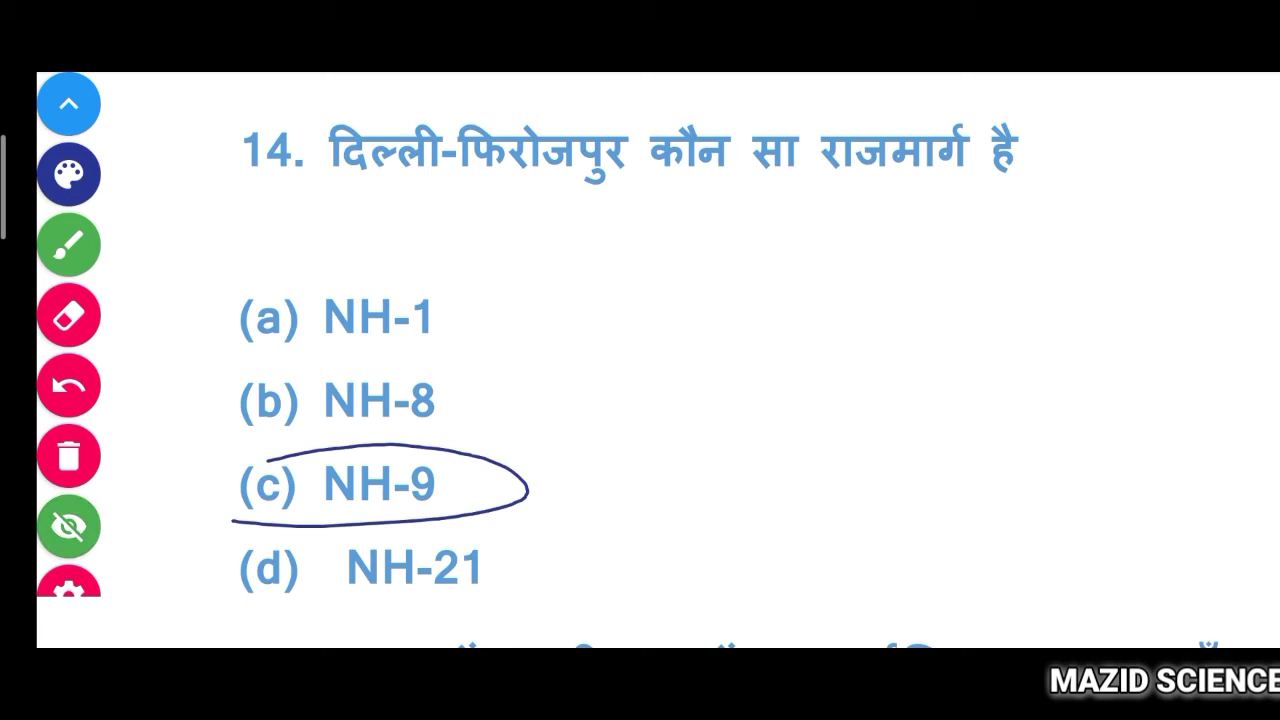 14. दिल्ली-फिरोजपुर कौन सा राजमार्ग है
(a) NH-1
(b) NH-8
(c) NH-9
(d) NH-21
MAZID SCIENCE